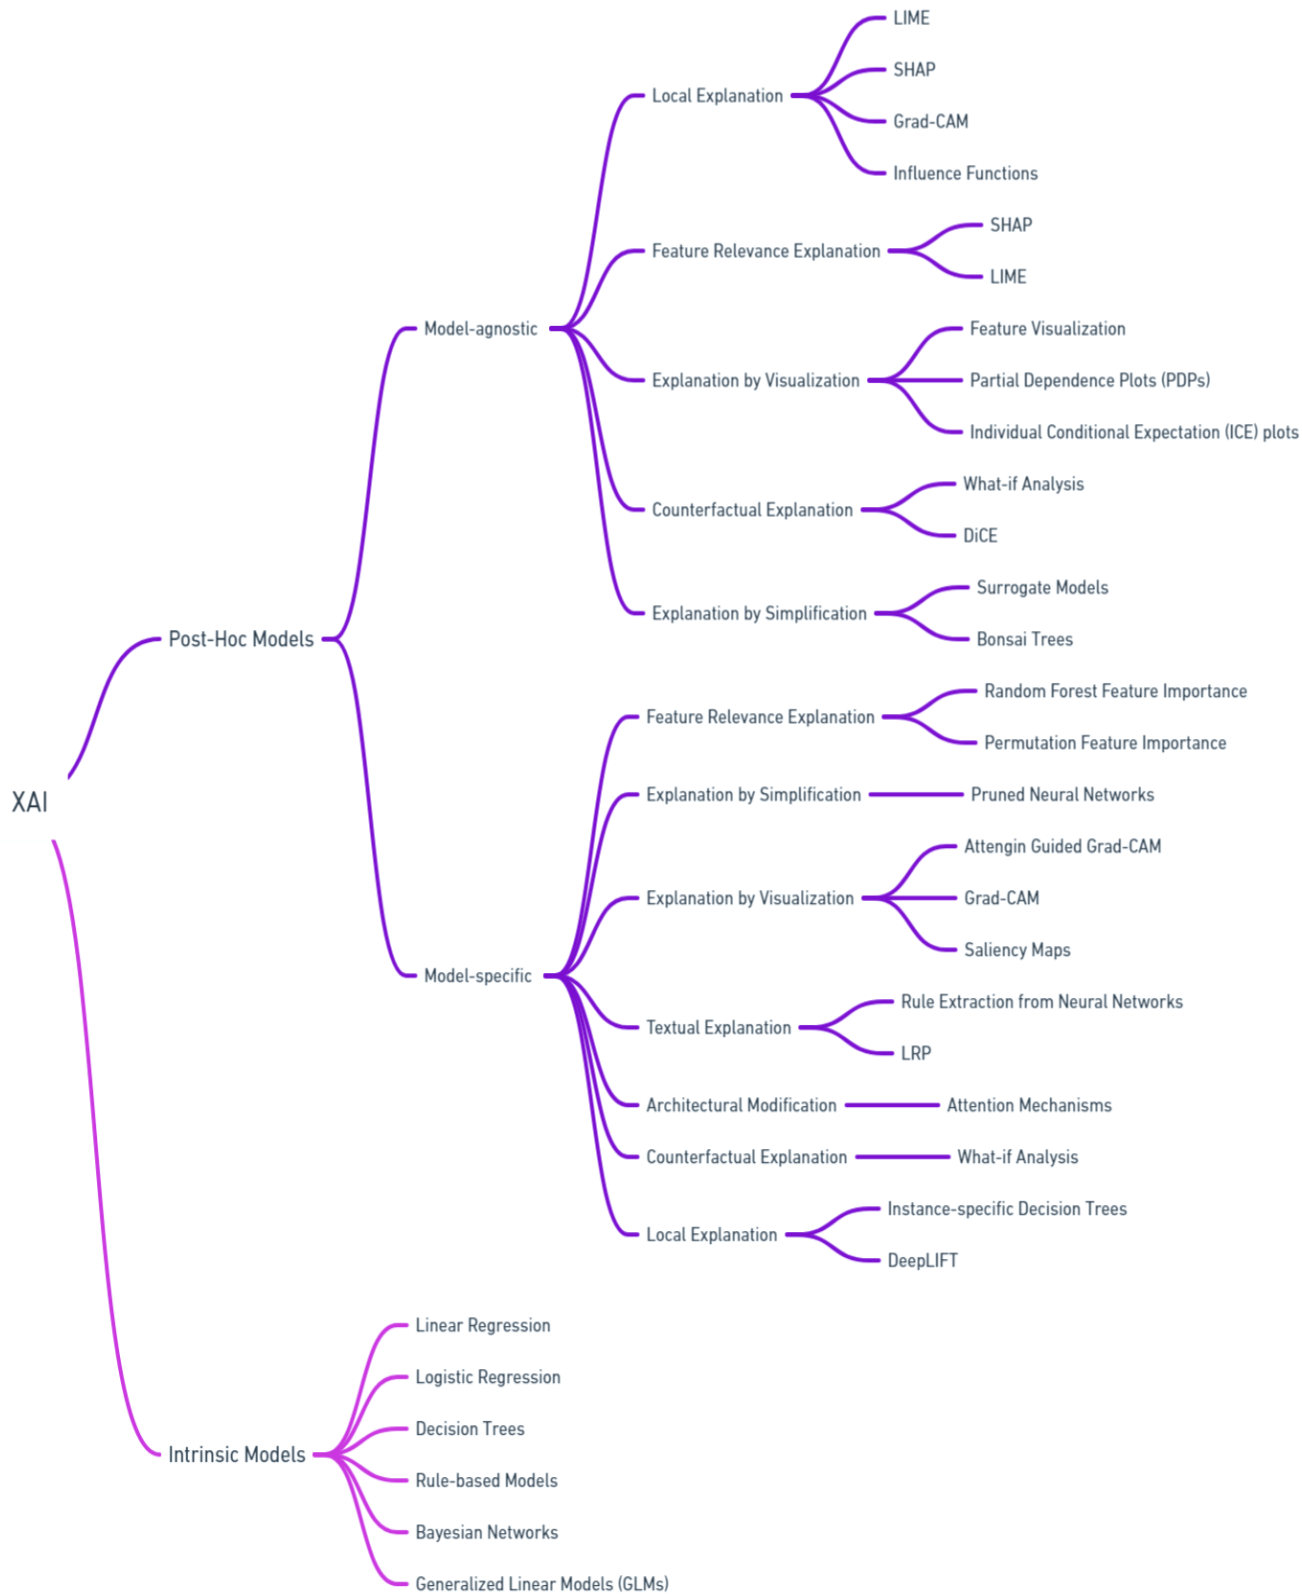 LIME
SHAP
Local Explanation
Grad-CAM
Influence Functions
SHAP
Feature Relevance Explanation
LIME
Model-agnostic
Feature Visualization
Explanation by Visualization
Partial Dependence Plots (PDPs)
Individual Conditional Expectation (ICE) plots
What-if Analysis
Counterfactual Explanation
DiCE
Surrogate Models
Explanation by Simplification
Bonsai Trees
Post-Hoc Models
Random Forest Feature Importance
Feature Relevance Explanation
Permutation Feature Importance
Explanation by Simplification
Pruned Neural Networks
XAI
Attengin Guided Grad-CAM
Explanation by Visualization
Grad-CAM
Saliency Maps
Model-specific
Rule Extraction from Neural Networks
Textual Explanation
LRP
Architectural Modification
Attention Mechanisms
Counterfactual Explanation
What-if Analysis
Instance-specific Decision Trees
Local Explanation
DeepLIFT
Linear Regression
Logistic Regression
Decision Trees
Intrinsic Models
Rule-based Models
Bayesian Networks
Generalized Linear Models (GLMs)